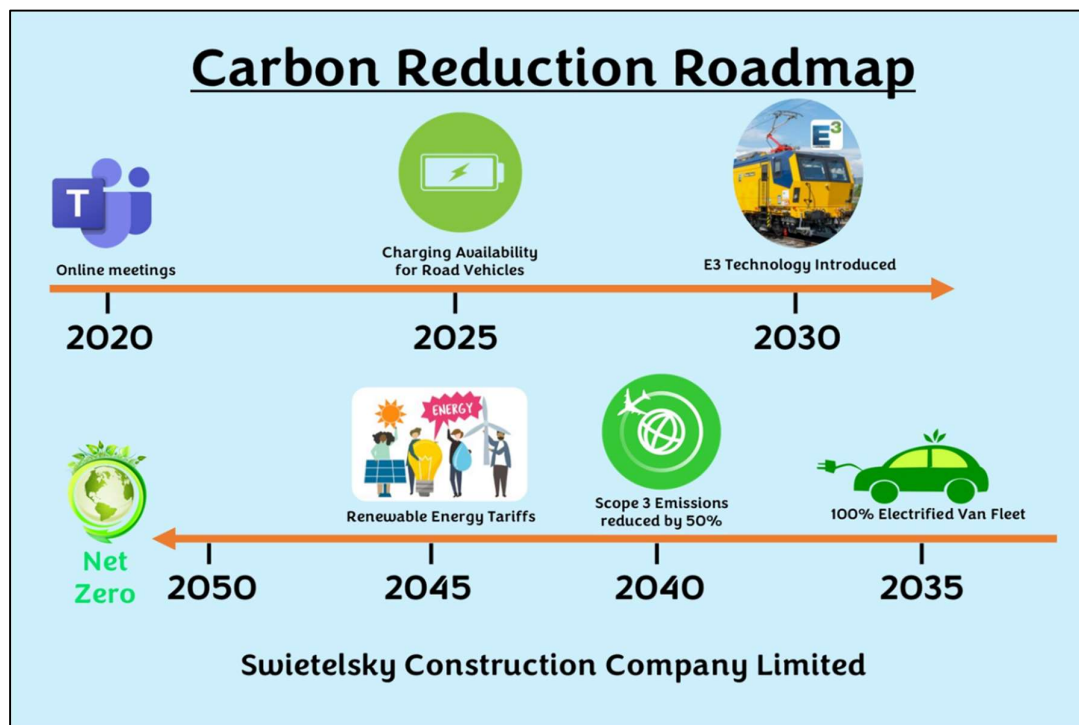 Carbon Reduction Roadmap
T
E3
Online meetings
Charging Availability
for Road Vehicles
E3 Technology Introduced
2020
2025
2030
ENERGY
Renewable Energy Tariffs
Scope 3 Emissions
reduced by 50%
100% Electrified Van Fleet
Net
Zero
2050
2045
2040
2035
Swietelsky Construction Company Limited